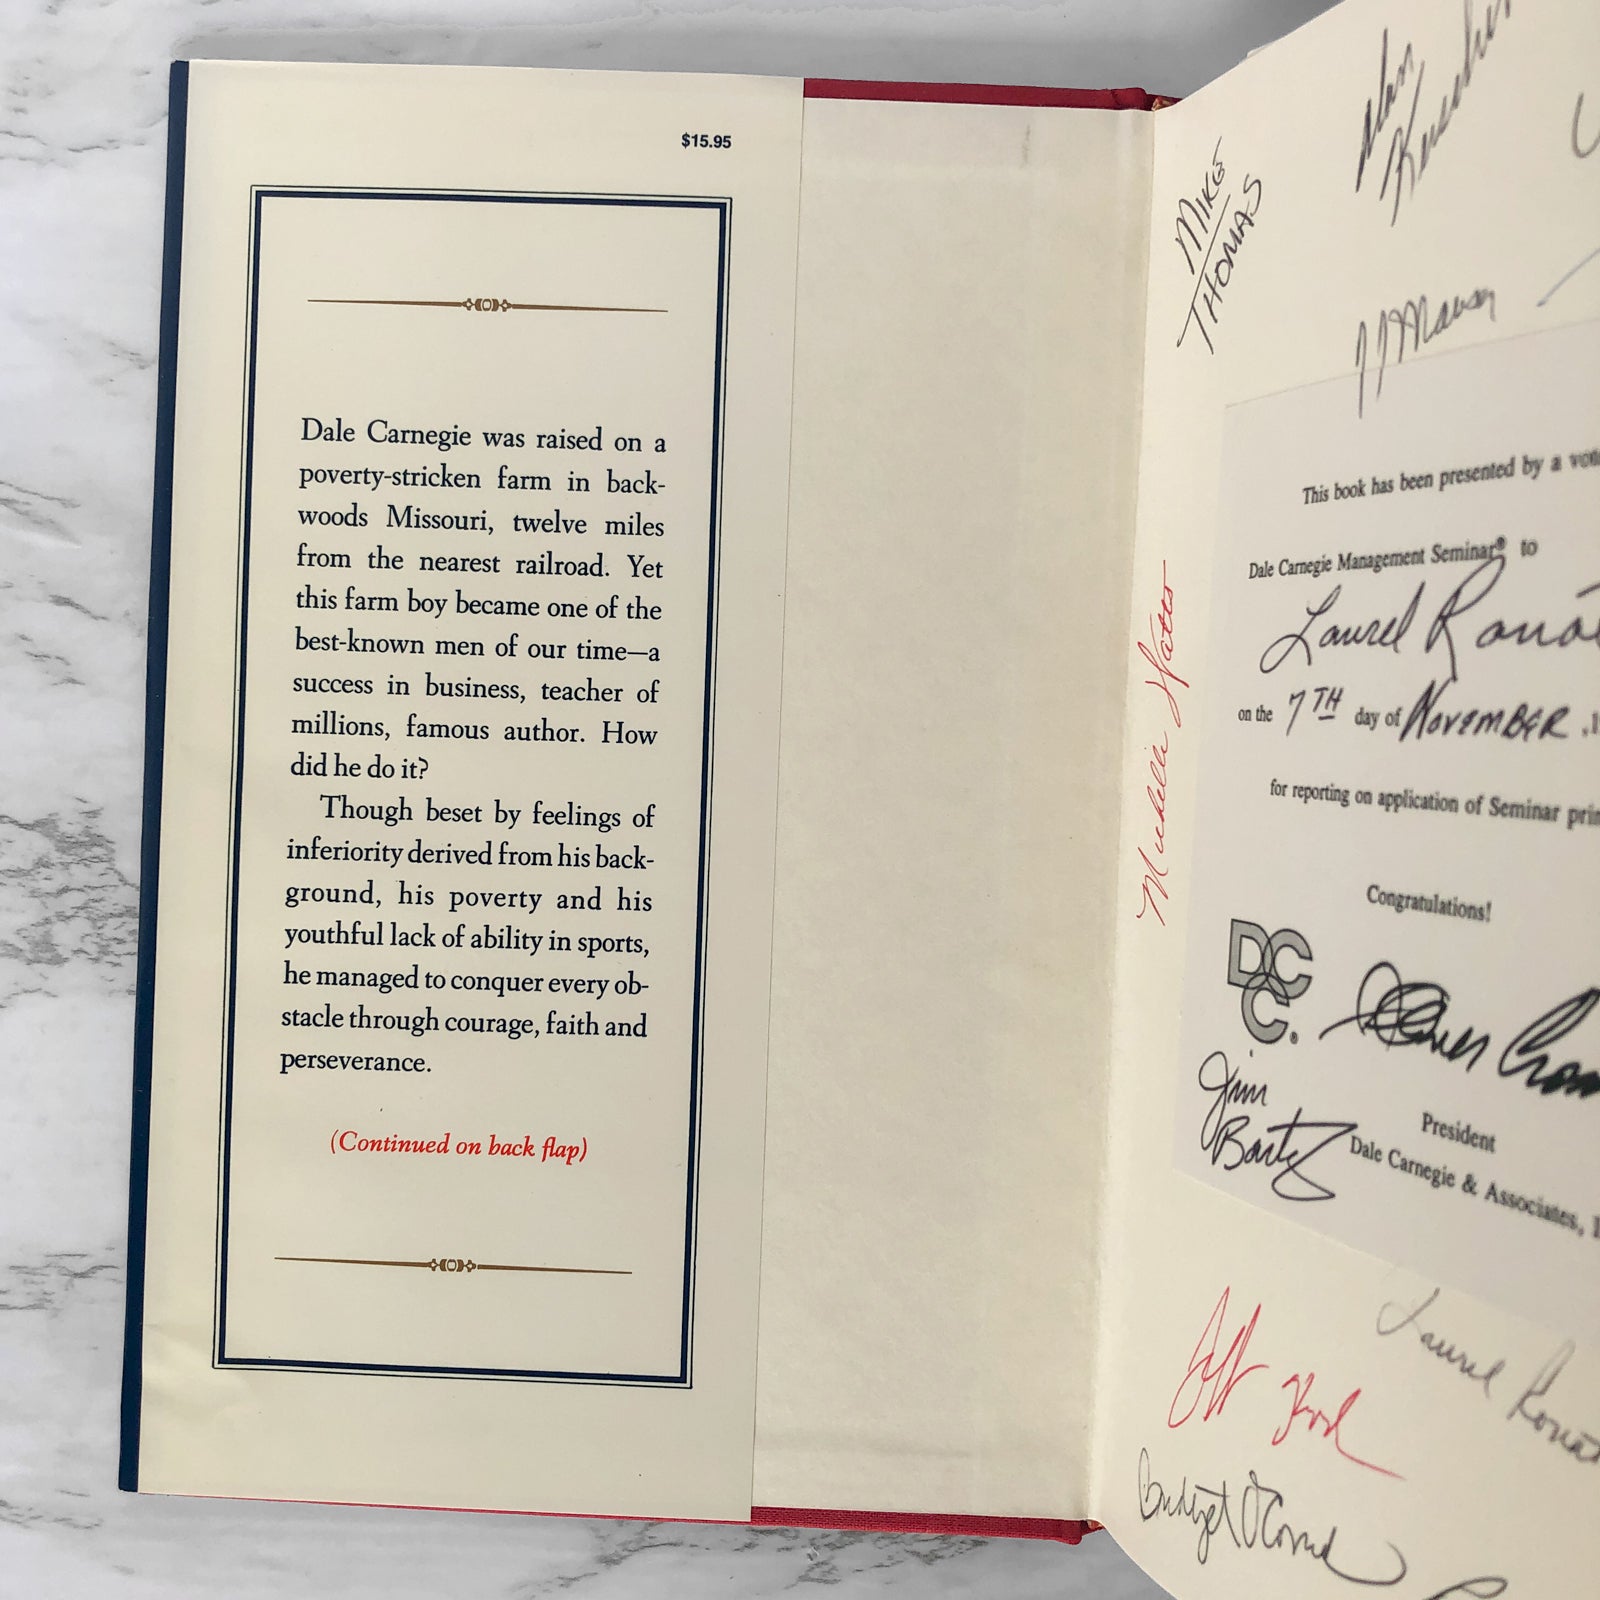 $15.95
Dale Carnegie was raised on a
poverty-stricken farm in back-
woods Missouri, twelve miles
from the nearest railroad. Yet
this farm boy became one of the
best-known men of our time—a
success in business, teacher of
millions, famous author. How
did he do it?
Though beset by feelings of
inferiority derived from his back-
ground, his poverty and his
youthful lack of ability in sports,
he managed to conquer every ob-
stacle through courage, faith and
perseverance.
(Continued on back flap)
MIKE
THOMAS
This book has been presented by a
Dale Carnegie Management Seminar® to
Laurel
on the 7TH day of NOVEMBER
for reporting on application of Seminar
Congratulations!
DCC®
Jim
Bartz
President
Dale Carnegie & Associates,
Michelle
Laurel
Jeff